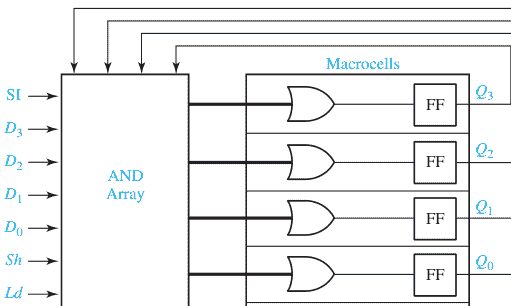 Macrocells
SI
D3
D2
D1
D0
Sh
Ld
AND
Array
FF
Q3
FF
Q2
FF
Q1
FF
Q0